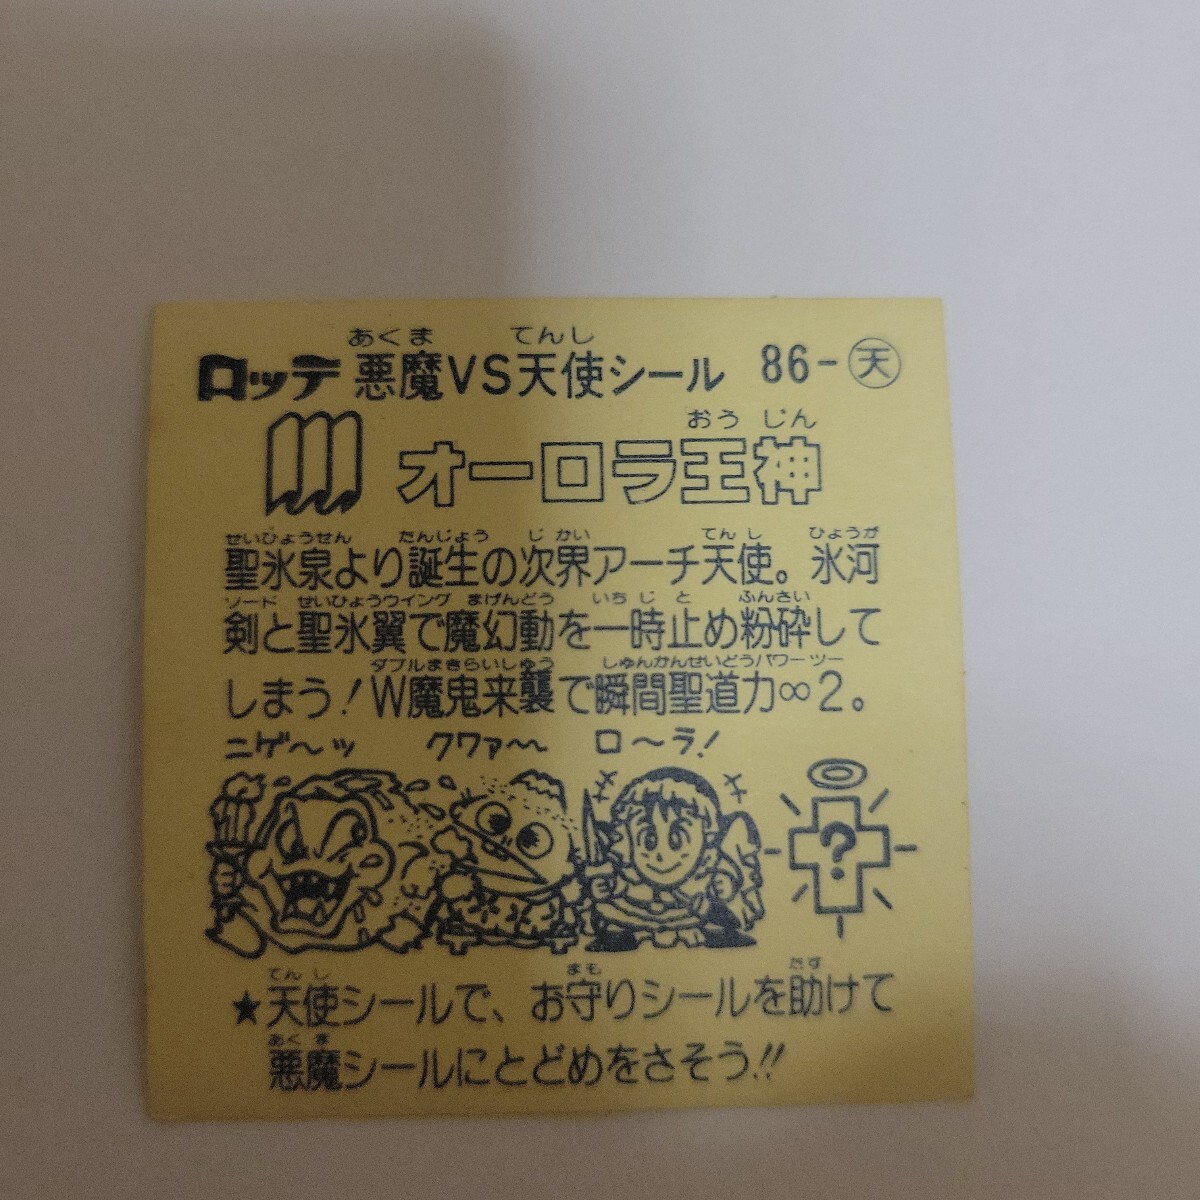 あくま てんし
ロッテ 悪魔VS天使シール 86-天
おうじん
オーロラ王神
せいひょうせん たんじょう じかい てんし ひょうが
聖氷泉より誕生の次界アーチ天使。氷河
ソード せいひょうウイング まげんどう いちじと ふんさい
剣と聖氷翼で魔幻動を一時止め粉砕して
ダブルまきらいしゅう しゅんかんせいどうパワーツー
しまう!W魔鬼来襲で瞬間聖道力∞2。
ニゲ〜ッ クワァ〜 ロ〜ラ!
?
てんし まも たす
★天使シールで、お守りシールを助けて
あくま
悪魔シールにとどめをさそう!!